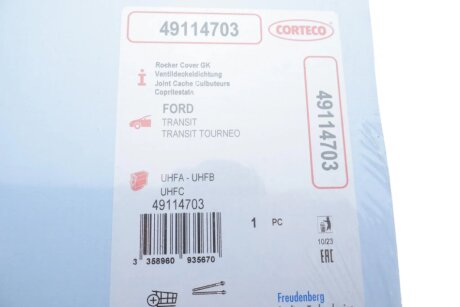 49114703
CORTECO
Rocker Cover GK
Ventildeckeldichtung
Joint Cache Culbuteurs
Copritestain
FORD
TRANSIT
TRANSIT TOURNEO
49114703
UHFA - UHFB
UHFC
49114703
1 PC
10/23
EAC
3 358960 935670
Freudenberg